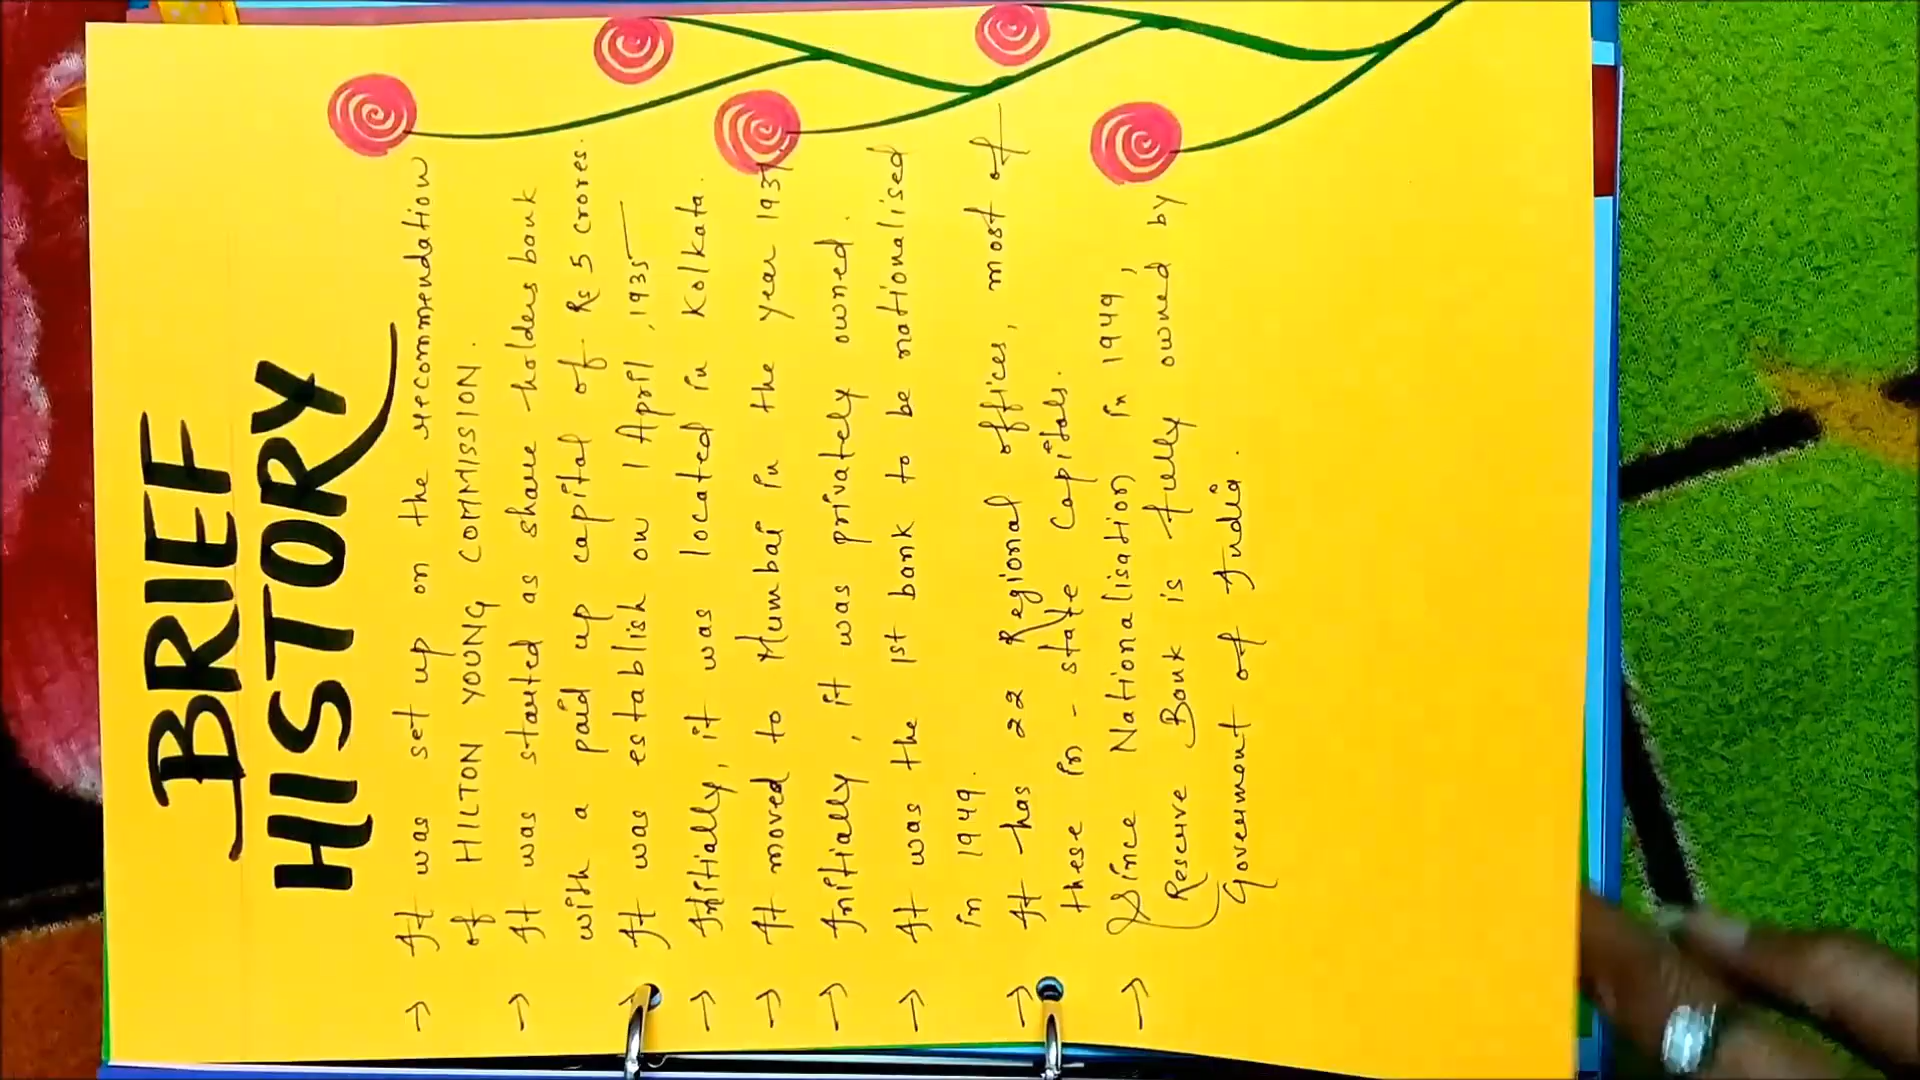 BRIEF
HISTORY
→ It was set up on the recommendation
of HILTON YOUNG COMMISSION.
→ It was started as share holders bank
with a paid up capital of Rs 5 crores.
→ It was establish on 1 April, 1935
→ Initially, it was located in Kolkata.
→ It moved to Mumbai in the year 1937
→ Initially, it was privately owned.
→ It was the 1st bank to be nationalised
in 1949.
→ It has 22 Regional offices, most of
these in - state capitals.
→ Since Nationalisation in 1949,
Reserve Bank is fully owned by
Government of India.